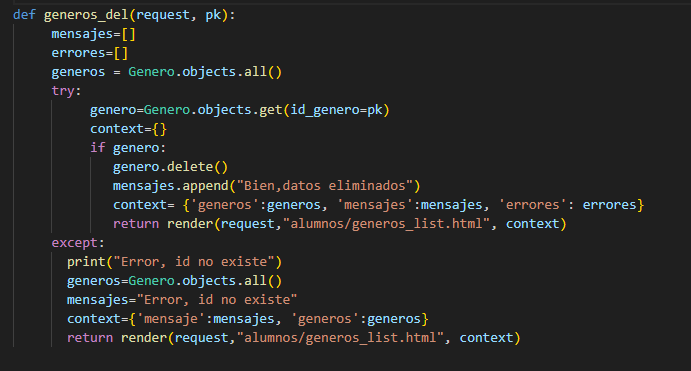 def generos_del(request, pk):
mensajes=[]
errores=[]
generos = Genero.objects.all()
try:
genero=Genero.objects.get(id_genero=pk)
context={}
if genero:
genero.delete()
mensajes.append("Bien,datos eliminados")
context= {'generos':generos, 'mensajes':mensajes, 'errores': errores}
return render(request,"alumnos/generos_list.html", context)
except:
print("Error, id no existe")
generos=Genero.objects.all()
mensajes="Error, id no existe"
context={'mensaje':mensajes, 'generos':generos}
return render(request,"alumnos/generos_list.html", context)